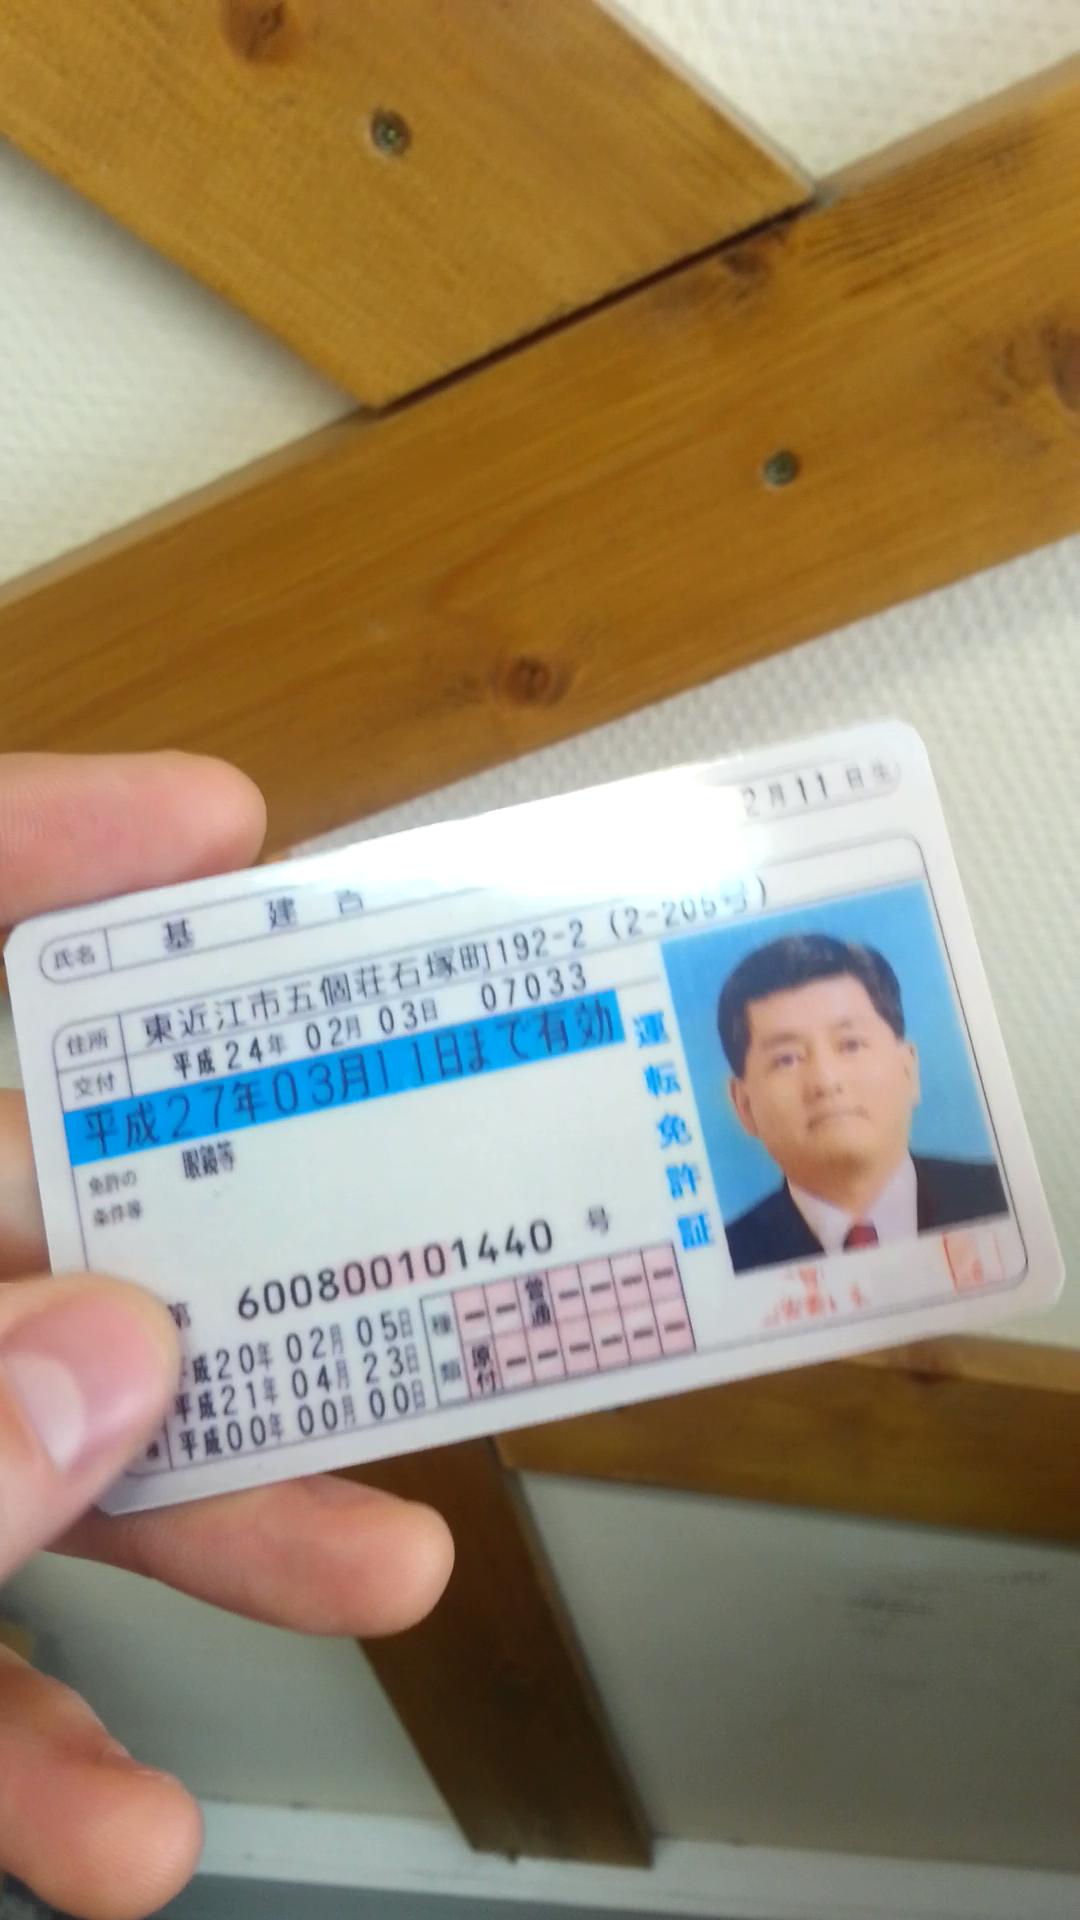 2月11日生
氏名 基 建 吉
住所 東近江市五個荘石塚町192-2 (2-205号)
交付 平成24年02月03日 07033
平成27年03月11日まで有効
免許の 眼鏡等
条件等
運転免許証
第 600800101440 号
平成20年02月05日
平成21年04月23日
平成00年00月00日
種類
普通
原付